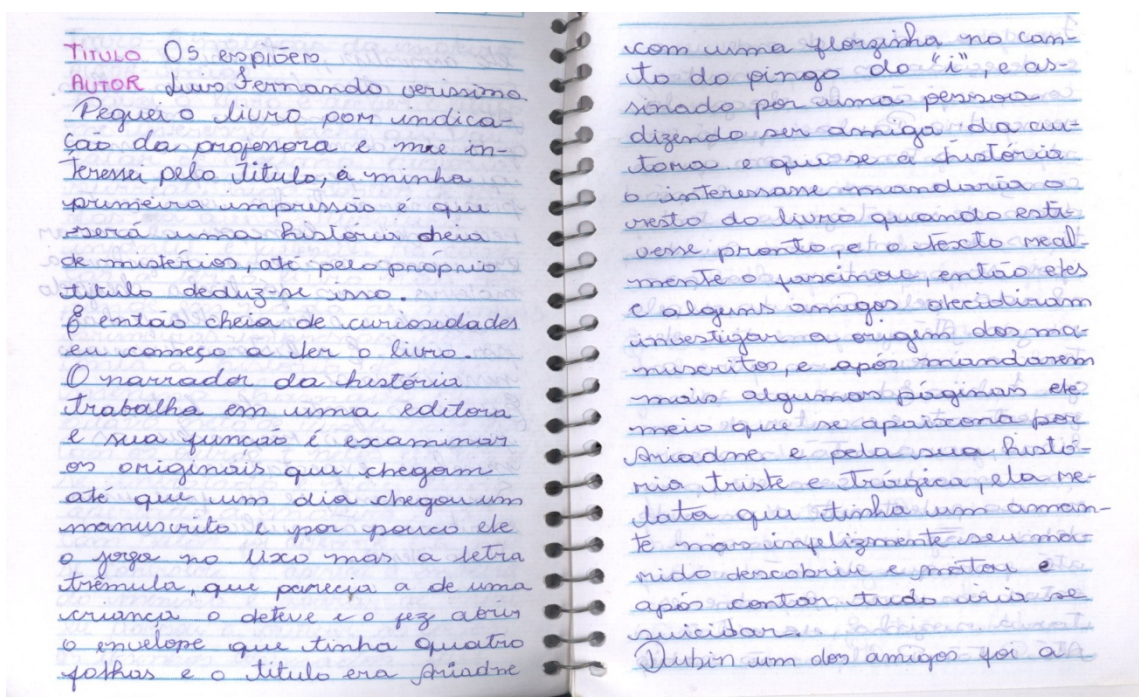 TITULO Os espiões
AUTOR Luis Fernando verissimo
Peguei o livro por indica-
ção da professora e me in-
teressei pelo titulo, a minha
primeira impressão é que
será uma história cheia
de mistérios, até pelo próprio
titulo deduz-se isso.
E então cheia de curiosidades
eu começo a ler o livro.
O narrador da história
trabalha em uma editora
e sua função é examinar
os originais que chegam
até que um dia chegou um
manuscrito e por pouco ele
o joga no lixo mas a letra
trêmula, que parecia a de uma
criança o deteve e o fez abrir
o envelope que tinha quatro
folhas e o titulo era Ariadne
com uma florzinha no can-
to do pingo do "i", e as-
sinado por uma pessoa
dizendo ser amiga da au-
tora e que se a história
o interessasse mandaria o
resto do livro quando esti-
vesse pronto, e o texto real-
mente o fascinou, então eles
e alguns amigos decidiram
investigar a origem dos ma-
nuscritos, e após mandarem
mais algumas páginas ele
meio que se apaixona por
Ariadne e pela sua histó-
ria triste e trágica, ela re-
lata que tinha um aman-
te mas infelizmente seu ma-
rido descobriu e matou e
após contar tudo iria se
suicidar.
Dubin um dos amigos foi a